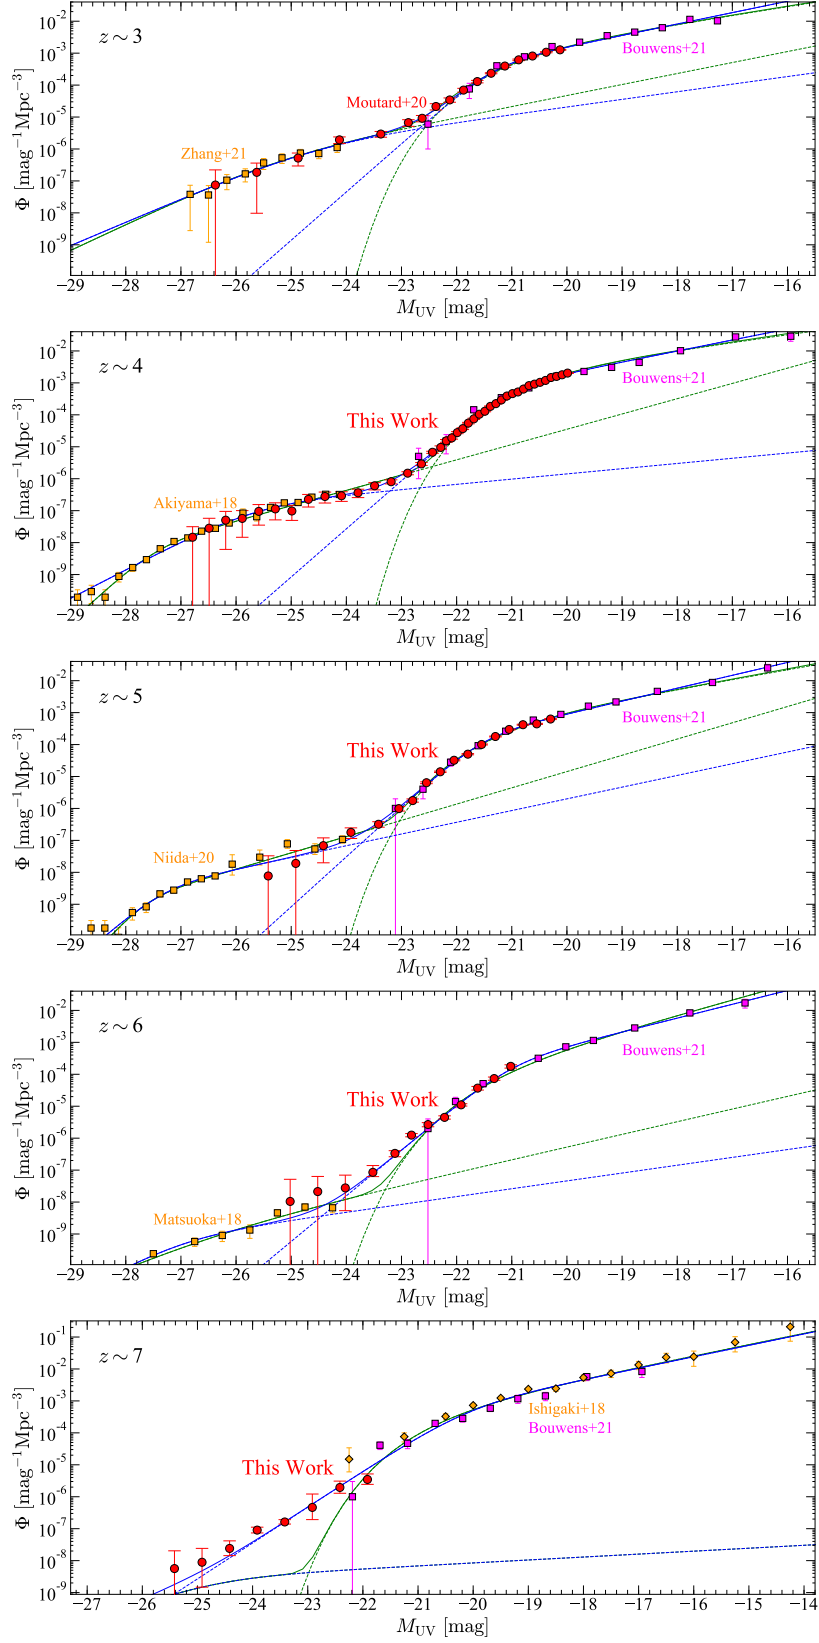 z ~ 3
Bouwens+21
Moutard+20
Zhang+21
Φ [mag⁻¹Mpc⁻³]
10⁻²
10⁻³
10⁻⁴
10⁻⁵
10⁻⁶
10⁻⁷
10⁻⁸
10⁻⁹
−29 −28 −27 −26 −25 −24 −23 −22 −21 −20 −19 −18 −17 −16
M_UV [mag]
z ~ 4
Bouwens+21
This Work
Akiyama+18
Φ [mag⁻¹Mpc⁻³]
10⁻²
10⁻³
10⁻⁴
10⁻⁵
10⁻⁶
10⁻⁷
10⁻⁸
10⁻⁹
−29 −28 −27 −26 −25 −24 −23 −22 −21 −20 −19 −18 −17 −16
M_UV [mag]
z ~ 5
Bouwens+21
This Work
Niida+20
Φ [mag⁻¹Mpc⁻³]
10⁻²
10⁻³
10⁻⁴
10⁻⁵
10⁻⁶
10⁻⁷
10⁻⁸
10⁻⁹
−29 −28 −27 −26 −25 −24 −23 −22 −21 −20 −19 −18 −17 −16
M_UV [mag]
z ~ 6
Bouwens+21
This Work
Matsuoka+18
Φ [mag⁻¹Mpc⁻³]
10⁻²
10⁻³
10⁻⁴
10⁻⁵
10⁻⁶
10⁻⁷
10⁻⁸
10⁻⁹
−29 −28 −27 −26 −25 −24 −23 −22 −21 −20 −19 −18 −17 −16
M_UV [mag]
z ~ 7
Ishigaki+18
Bouwens+21
This Work
Φ [mag⁻¹Mpc⁻³]
10⁻¹
10⁻²
10⁻³
10⁻⁴
10⁻⁵
10⁻⁶
10⁻⁷
10⁻⁸
10⁻⁹
−27 −26 −25 −24 −23 −22 −21 −20 −19 −18 −17 −16 −15 −14
M_UV [mag]